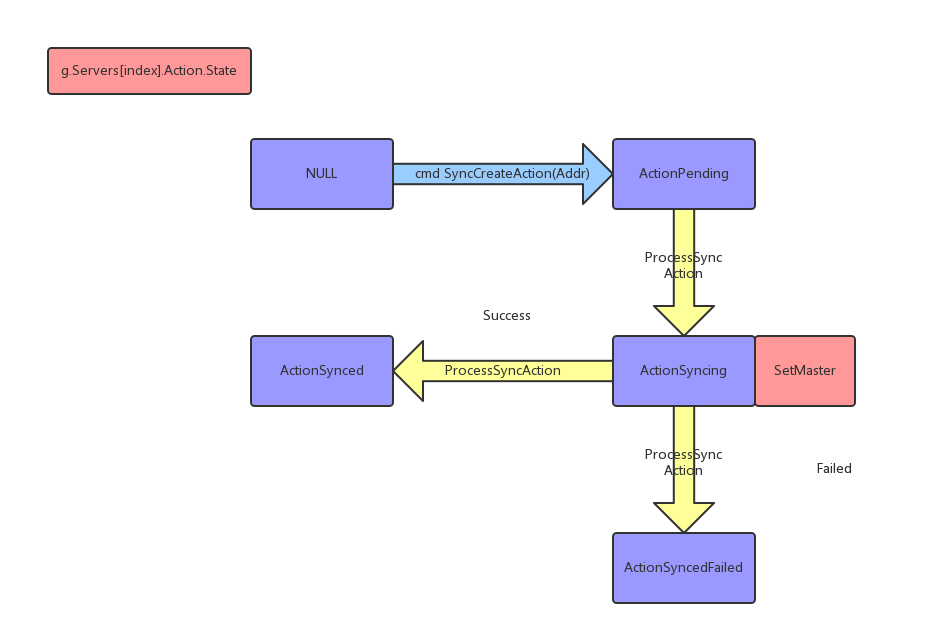 g.Servers[index].Action.State
NULL
cmd SyncCreateAction(Addr)
ActionPending
ProcessSync
Action
Success
ActionSynced
ProcessSyncAction
ActionSyncing
SetMaster
ProcessSync
Action
Failed
ActionSyncedFailed